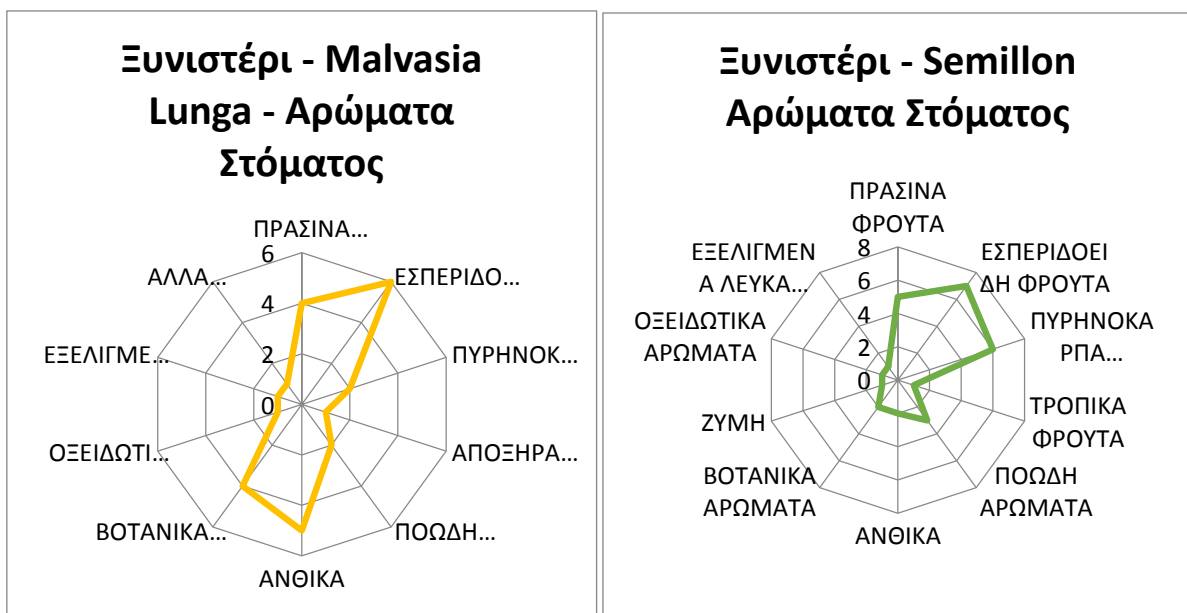 Ξυνιστέρι - Malvasia
Lunga - Αρώματα
Στόματος
ΠΡΑΣΙΝΑ...
6
ΑΛΛΑ...
ΕΣΠΕΡΙΔΟ...
4
ΕΞΕΛΙΓΜΕ...
2
ΠΥΡΗΝΟΚ...
0
ΟΞΕΙΔΩΤΙ...
ΑΠΟΞΗΡΑ...
ΒΟΤΑΝΙΚΑ...
ΠΟΩΔΗ...
ΑΝΘΙΚΑ
Ξυνιστέρι - Semillon
Αρώματα Στόματος
ΠΡΑΣΙΝΑ
ΦΡΟΥΤΑ
8
ΕΞΕΛΙΓΜΕΝ
Α ΛΕΥΚΑ...
ΕΣΠΕΡΙΔΟΕΙ
ΔΗ ΦΡΟΥΤΑ
6
ΟΞΕΙΔΩΤΙΚΑ
ΑΡΩΜΑΤΑ
4
ΠΥΡΗΝΟΚΑ
ΡΠΑ...
2
0
ΖΥΜΗ
ΤΡΟΠΙΚΑ
ΦΡΟΥΤΑ
ΒΟΤΑΝΙΚΑ
ΑΡΩΜΑΤΑ
ΠΟΩΔΗ
ΑΡΩΜΑΤΑ
ΑΝΘΙΚΑ